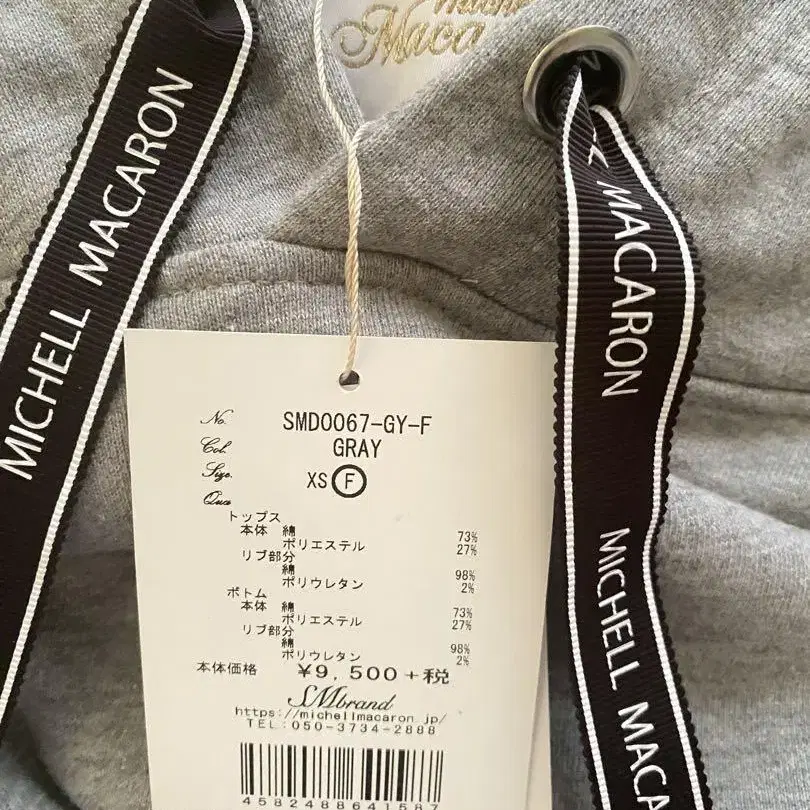 Maca
MICHELL MACARON
MACARON
MICHELL MACA
No. SMD0067-GY-F
Col. GRAY
Size. XS F
Qua
トップス
本体 綿 73%
ポリエステル 27%
リブ部分
綿 98%
ポリウレタン 2%
ボトム
本体 綿 73%
ポリエステル 27%
リブ部分
綿 98%
ポリウレタン 2%
本体価格 ¥9,500+税
SMbrand
https://michellmacaron.jp/
TEL:050-3734-2888
4582488641587